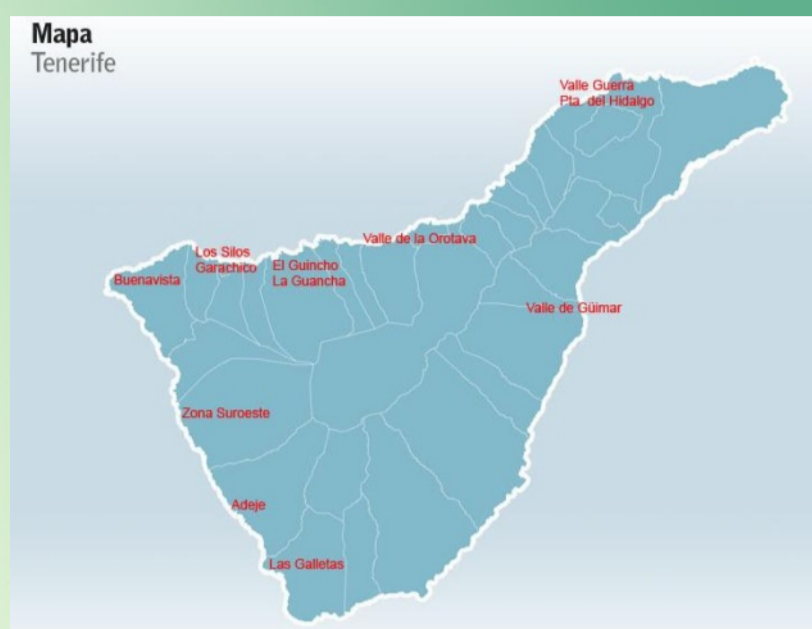 Mapa
Tenerife
Valle Guerra
Pta. del Hidalgo
Valle de la Orotava
Los Silos
Garachico
El Guincho
La Guancha
Buenavista
Valle de Güimar
Zona Suroeste
Adeje
Las Galletas